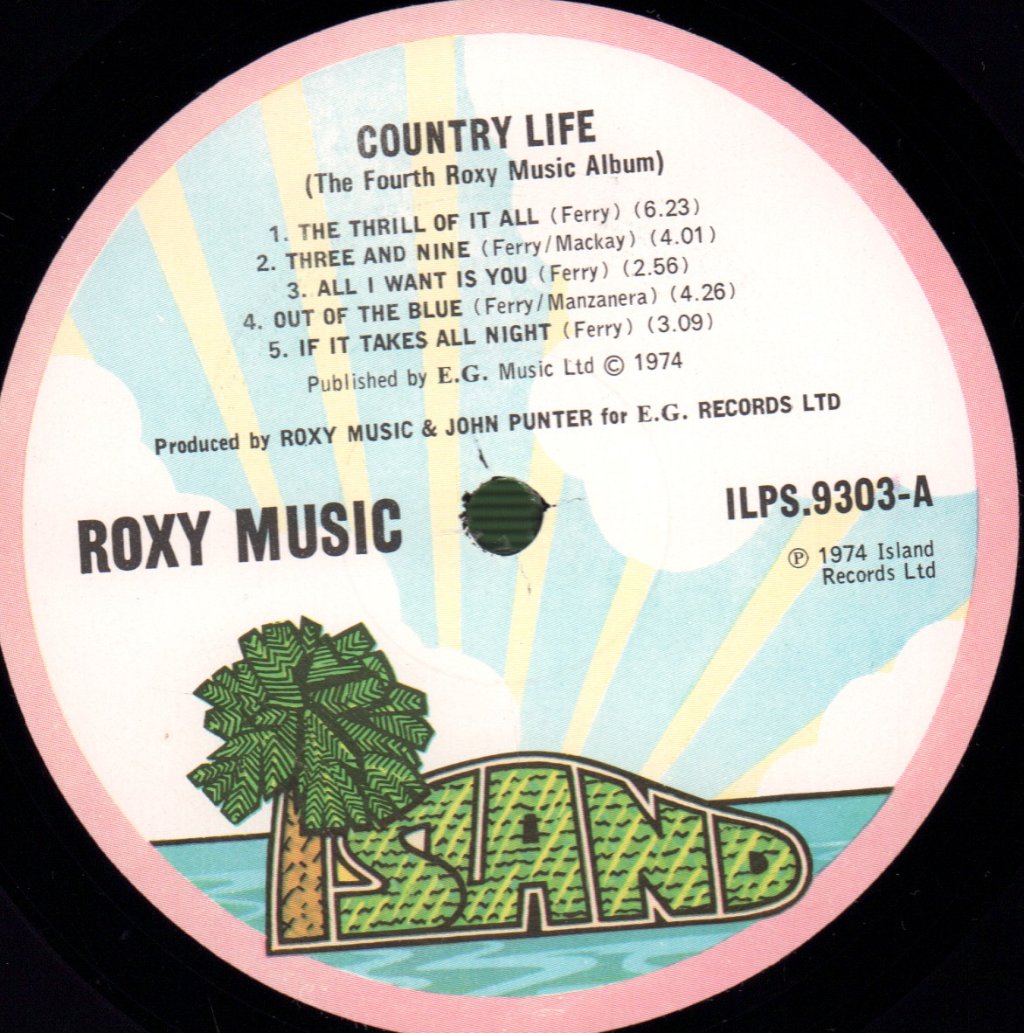 COUNTRY LIFE
(The Fourth Roxy Music Album)
1. THE THRILL OF IT ALL (Ferry) (6.23)
2. THREE AND NINE (Ferry/Mackay) (4.01)
3. ALL I WANT IS YOU (Ferry) (2.56)
4. OUT OF THE BLUE (Ferry/Manzanera) (4.26)
5. IF IT TAKES ALL NIGHT (Ferry) (3.09)
Published by E.G. Music Ltd © 1974
Produced by ROXY MUSIC & JOHN PUNTER for E.G. RECORDS LTD
ROXY MUSIC
ILPS.9303-A
℗ 1974 Island
Records Ltd
ISLAND